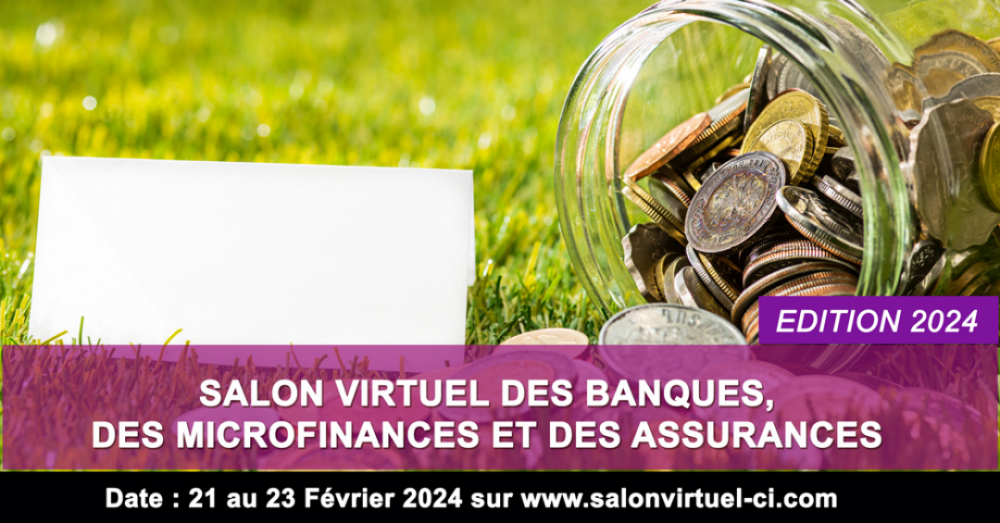 EDITION 2024
SALON VIRTUEL DES BANQUES,
DES MICROFINANCES ET DES ASSURANCES
Date : 21 au 23 Février 2024 sur www.salonvirtuel-ci.com